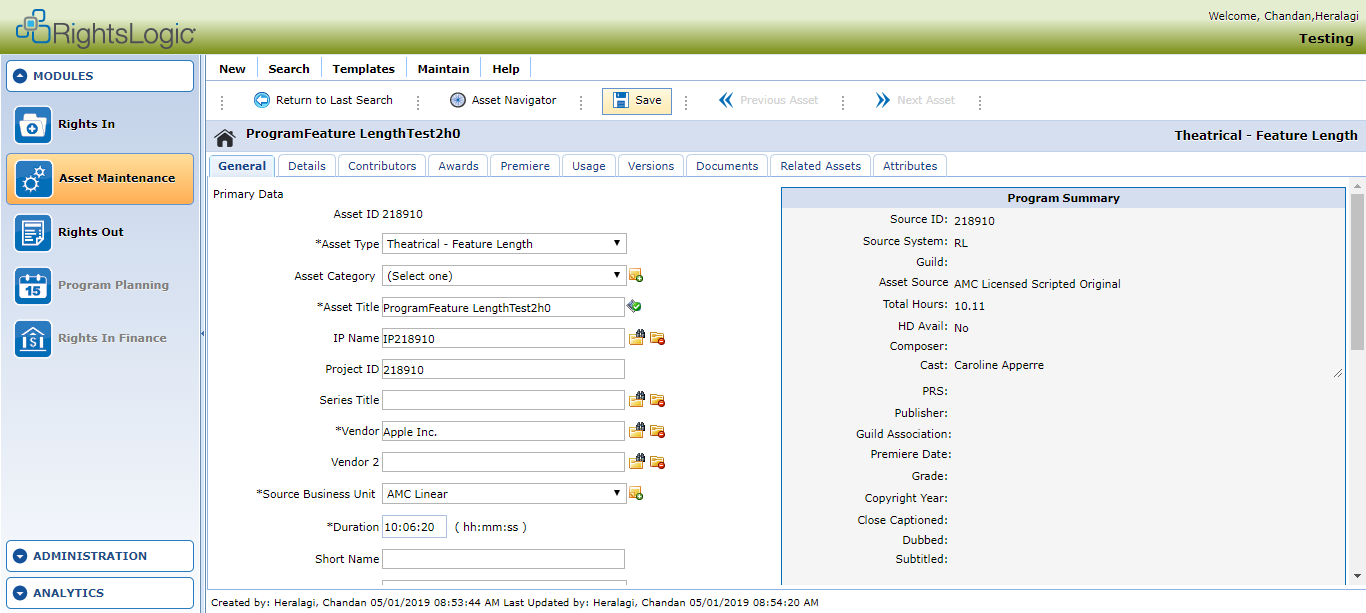 RightsLogic
Welcome, Chandan,Heralagi
Testing
MODULES
Rights In
Asset Maintenance
Rights Out
15
Program Planning
$
Rights In Finance
ADMINISTRATION
ANALYTICS
New Search Templates Maintain Help
Return to Last Search Asset Navigator Save Previous Asset Next Asset
ProgramFeature LengthTest2h0 Theatrical - Feature Length
General Details Contributors Awards Premiere Usage Versions Documents Related Assets Attributes
Primary Data
Asset ID 218910
*Asset Type Theatrical - Feature Length
Asset Category (Select one)
*Asset Title ProgramFeature LengthTest2h0
IP Name IP218910
Project ID 218910
Series Title
*Vendor Apple Inc.
Vendor 2
*Source Business Unit AMC Linear
*Duration 10:06:20 ( hh:mm:ss )
Short Name
Program Summary
Source ID: 218910
Source System: RL
Guild:
Asset Source AMC Licensed Scripted Original
Total Hours: 10.11
HD Avail: No
Composer:
Cast: Caroline Apperre
PRS:
Publisher:
Guild Association:
Premiere Date:
Grade:
Copyright Year:
Close Captioned:
Dubbed:
Subtitled:
Created by: Heralagi, Chandan 05/01/2019 08:53:44 AM Last Updated by: Heralagi, Chandan 05/01/2019 08:54:20 AM